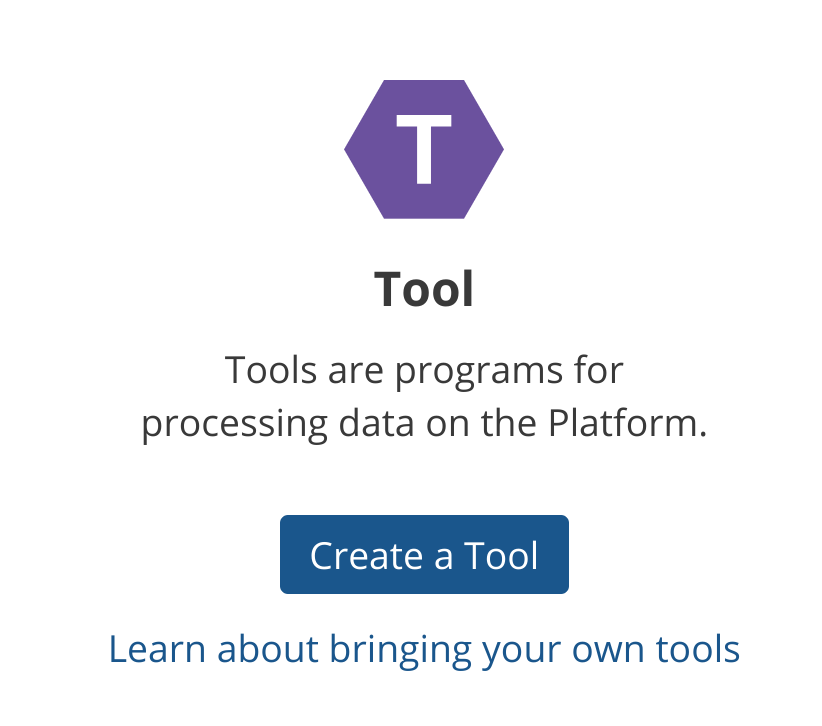 T
Tool
Tools are programs for
processing data on the Platform.
Create a Tool
Learn about bringing your own tools